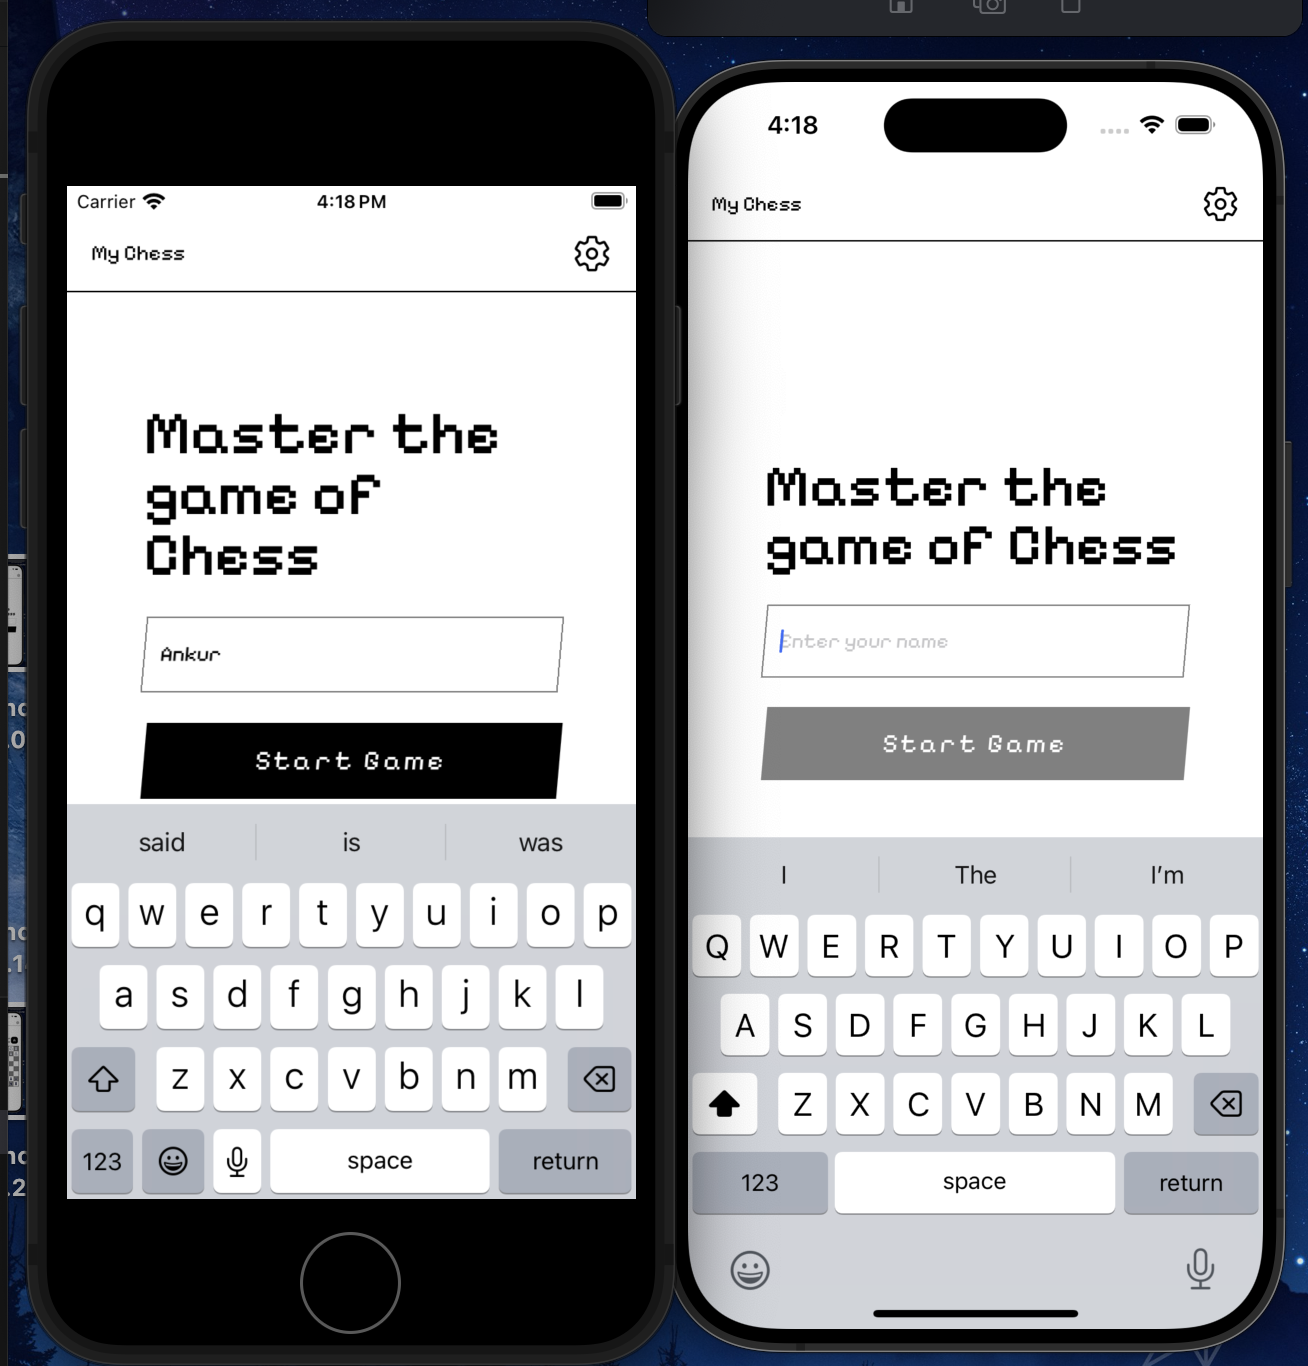 Carrier 4:18 PM
My Chess
Master the
game of
Chess
Ankur
Start Game
said is was
q w e r t y u i o p
a s d f g h j k l
z x c v b n m
123 space return
4:18
My Chess
Master the
game of Chess
Enter your name
Start Game
I The I'm
Q W E R T Y U I O P
A S D F G H J K L
Z X C V B N M
123 space return